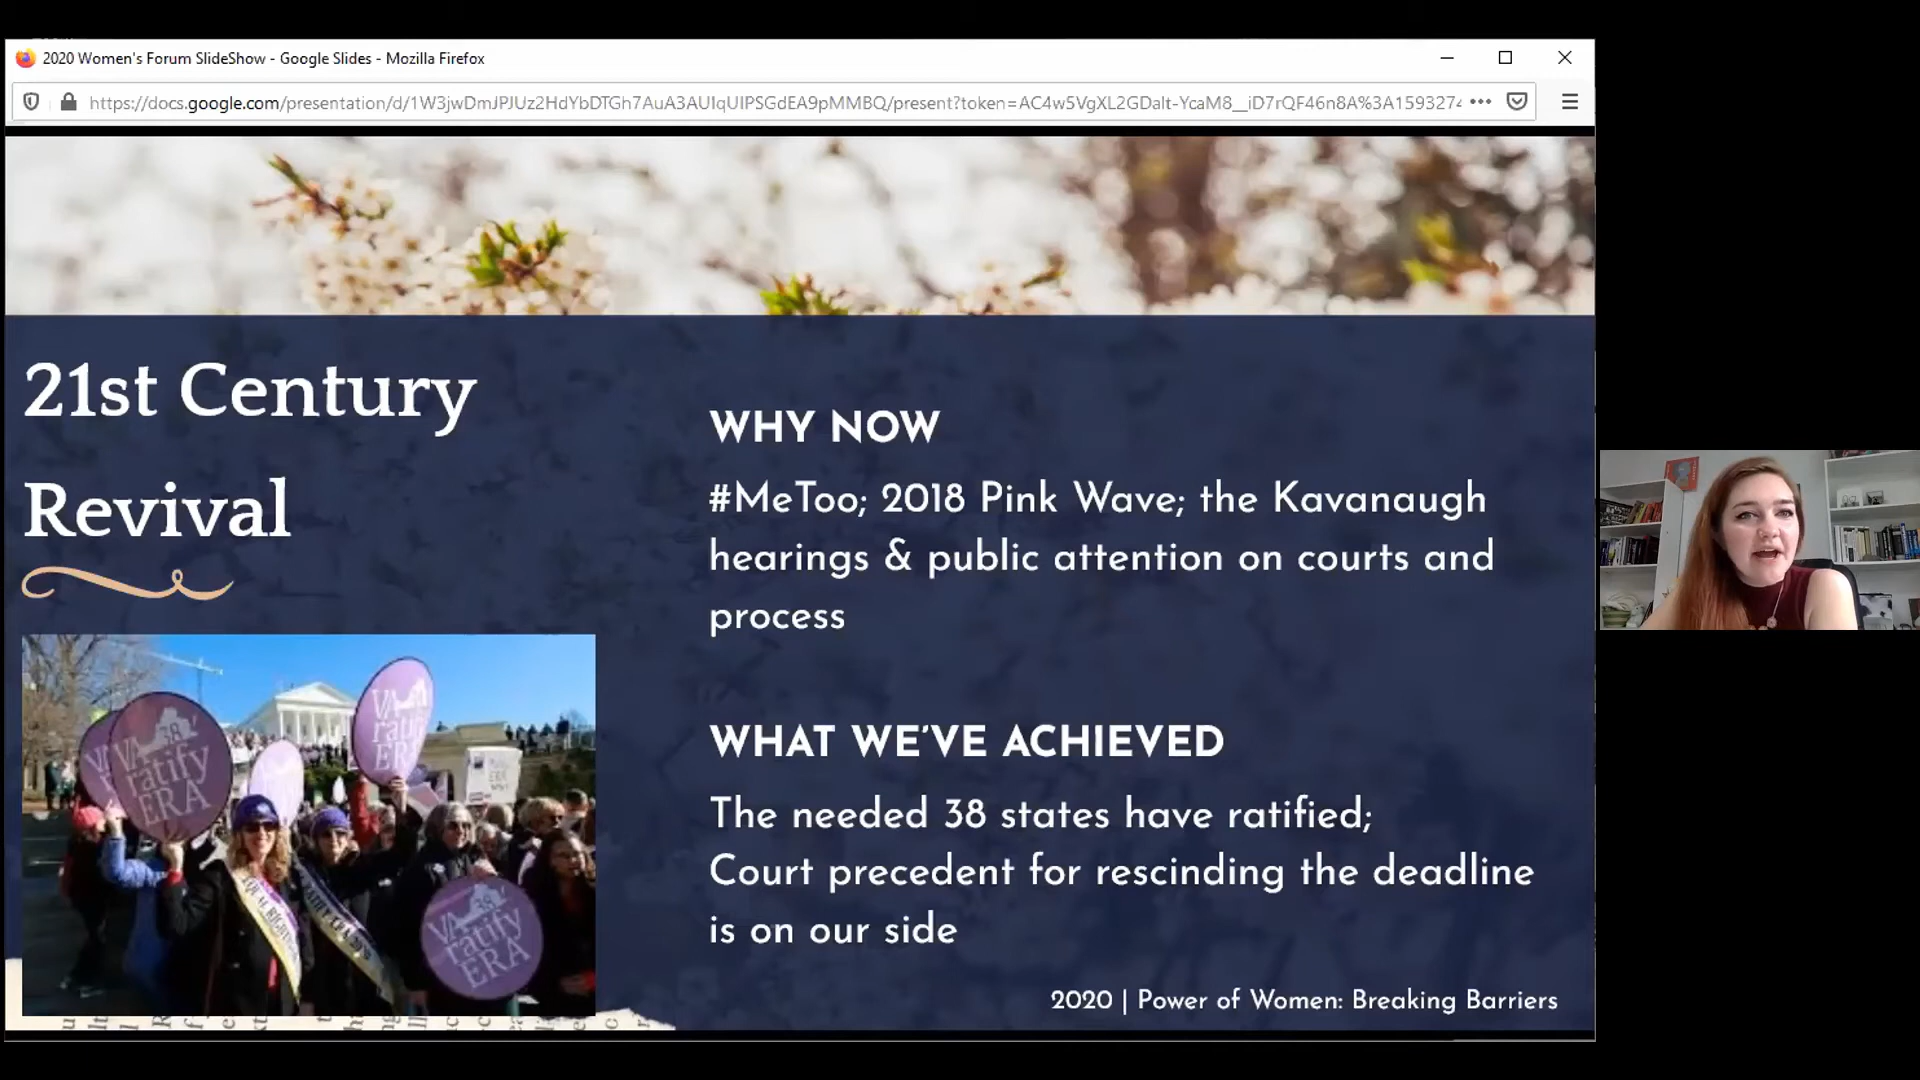 2020 Women's Forum SlideShow - Google Slides - Mozilla Firefox
https://docs.google.com/presentation/d/1W3jwDmJPJUz2HdYbDTGh7AuA3AUIqUIPSGdEA9pMMBQ/present?token=AC4w5VgXL2GDalt-YcaM8__iD7rQF46n8A%3A1593274
21st Century
Revival
WHY NOW
#MeToo; 2018 Pink Wave; the Kavanaugh
hearings & public attention on courts and
process
WHAT WE'VE ACHIEVED
The needed 38 states have ratified;
Court precedent for rescinding the deadline
is on our side
VA
38
ratify
ERA
VA
ratify
ERA
VA
38
ratify
ERA
2020 | Power of Women: Breaking Barriers